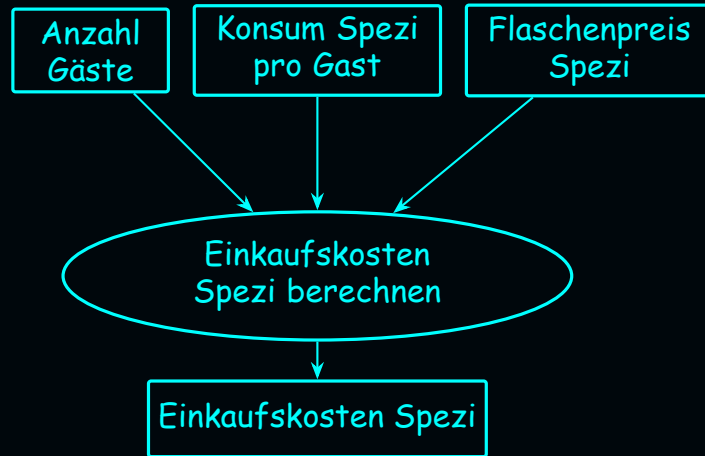 Anzahl
Gäste
Konsum Spezi
pro Gast
Flaschenpreis
Spezi
Einkaufskosten
Spezi berechnen
Einkaufskosten Spezi